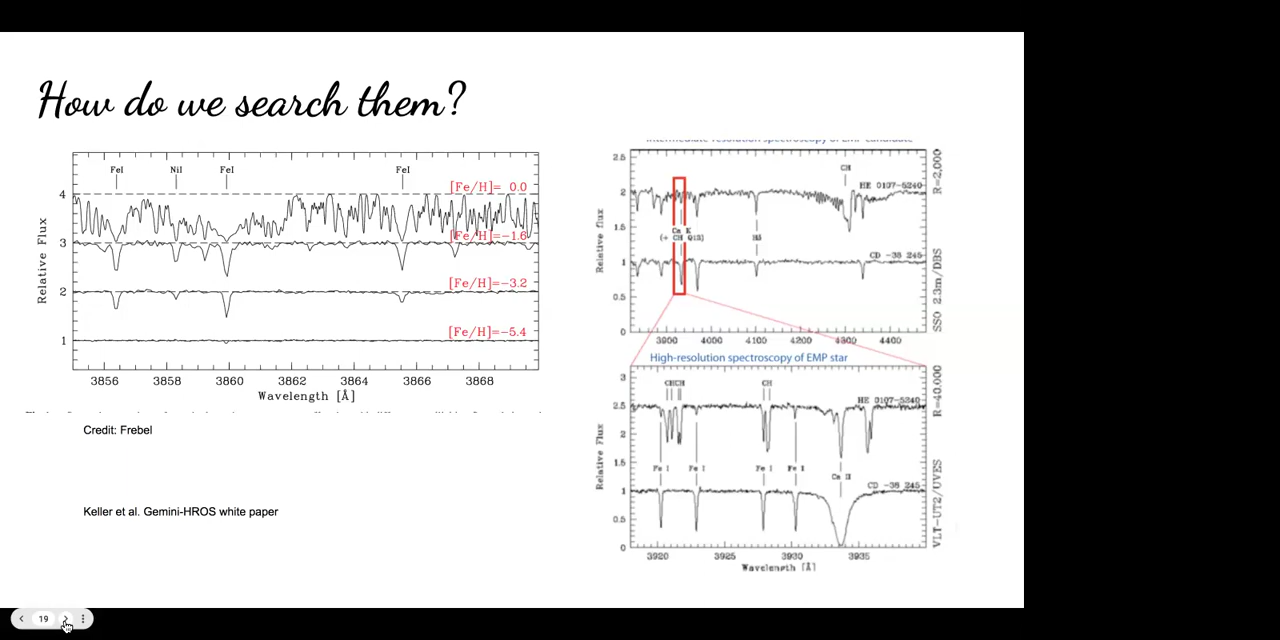 How do we search them?
FeI NiI FeI FeI
[Fe/H]= 0.0
[Fe/H]=-1.6
[Fe/H]=-3.2
[Fe/H]=-5.4
4
3
2
1
Relative Flux
3856 3858 3860 3862 3864 3866 3868
Wavelength [Å]
Credit: Frebel
Keller et al. Gemini-HROS white paper
2.5
2
1.5
1
0.5
0
Relative flux
CH
HE 0107-5240
Ca K
(+ CH
Hδ
CD -38 245
3900 4000 4100 4200 4300 4400
R=2,000
SSO 2.3m/DBS
High-resolution spectroscopy of EMP star
3
2.5
2
1.5
1
0.5
0
Relative Flux
CH CH CH
HE 0107-5240
Fe I Fe I Fe I Fe I
Ca II
CD -38 245
3920 3925 3930 3935
Wavelength [Å]
R=40,000
VLT-UT2/UVES
19